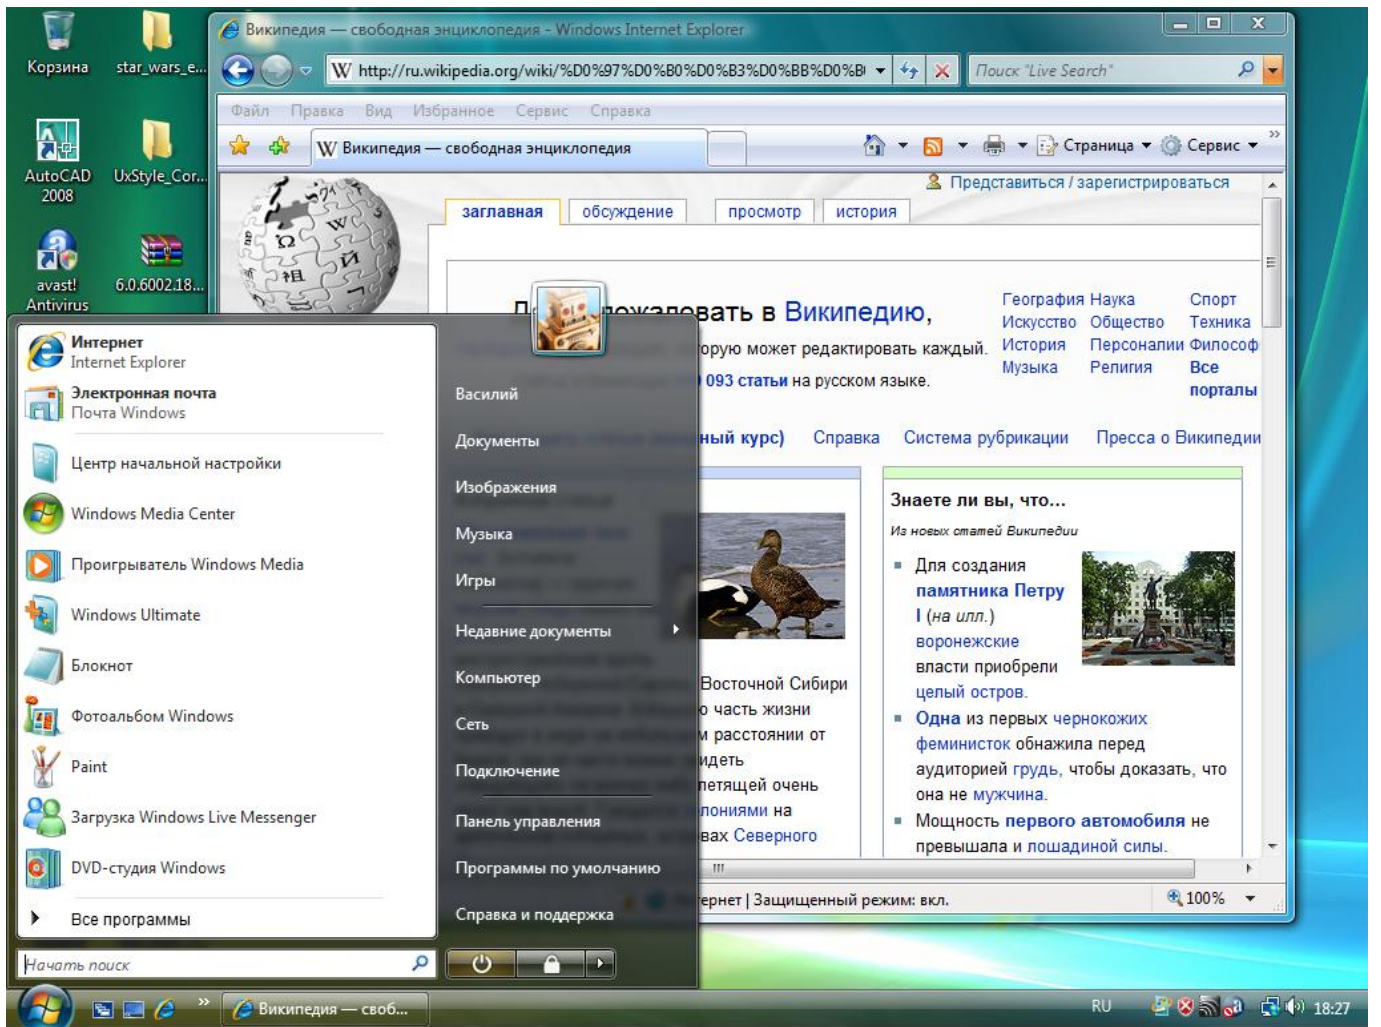 Корзина
star_wars_e...
AutoCAD
2008
UxStyle_Cor...
avast!
Antivirus
6.0.6002.18...
Википедия — свободная энциклопедия - Windows Internet Explorer
http://ru.wikipedia.org/wiki/%D0%97%D0%B0%D0%B3%D0%BB%D0%B
Поиск "Live Search"
Файл Правка Вид Избранное Сервис Справка
Википедия — свободная энциклопедия
Страница
Сервис
Представиться / зарегистрироваться
заглавная
обсуждение
просмотр
история
вать в Википедию,
торую может редактировать каждый.
093 статьи на русском языке.
География Наука Спорт
Искусство Общество Техника
История Персоналии Философ
Музыка Религия Все
порталы
ный курс) Справка Система рубрикации Пресса о Википедии
Восточной Сибири
о часть жизни
м расстоянии от
идеть
летящей очень
лониями на
вах Северного
Знаете ли вы, что...
Из новых статей Википедии
Для создания
памятника Петру
I (на илл.)
воронежские
власти приобрели
целый остров.
Одна из первых чернокожих
феминисток обнажила перед
аудиторией грудь, чтобы доказать, что
она не мужчина.
Мощность первого автомобиля не
превышала и лошадиной силы.
ернет | Защищенный режим: вкл.
100%
Интернет
Internet Explorer
Электронная почта
Почта Windows
Центр начальной настройки
Windows Media Center
Проигрыватель Windows Media
Windows Ultimate
Блокнот
Фотоальбом Windows
Paint
Загрузка Windows Live Messenger
DVD-студия Windows
Все программы
Начать поиск
Василий
Документы
Изображения
Музыка
Игры
Недавние документы
Компьютер
Сеть
Подключение
Панель управления
Программы по умолчанию
Справка и поддержка
Википедия — своб...
RU
18:27